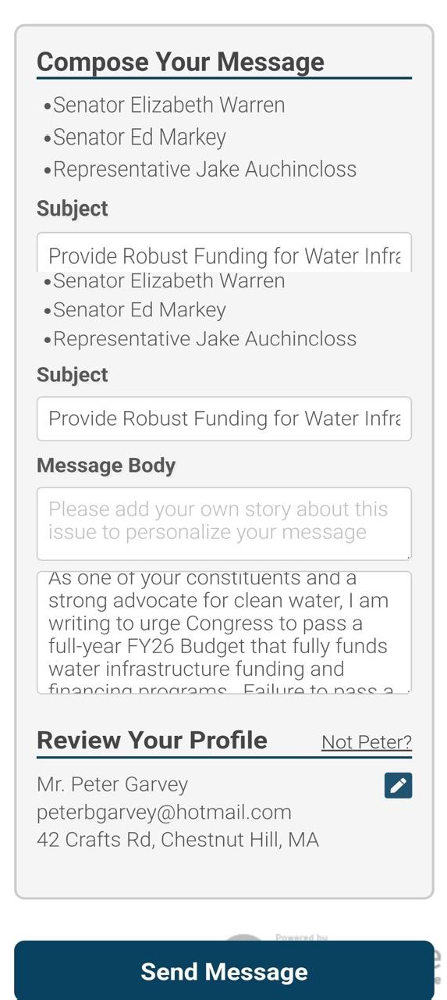 Compose Your Message
•Senator Elizabeth Warren
•Senator Ed Markey
•Representative Jake Auchincloss
Subject
Provide Robust Funding for Water Infra
•Senator Elizabeth Warren
•Senator Ed Markey
•Representative Jake Auchincloss
Subject
Provide Robust Funding for Water Infra
Message Body
Please add your own story about this
issue to personalize your message
As one of your constituents and a
strong advocate for clean water, I am
writing to urge Congress to pass a
full-year FY26 Budget that fully funds
water infrastructure funding and
financing programs. Failure to pass a
Review Your Profile
Not Peter?
Mr. Peter Garvey
peterbgarvey@hotmail.com
42 Crafts Rd, Chestnut Hill, MA
Powered by
Send Message